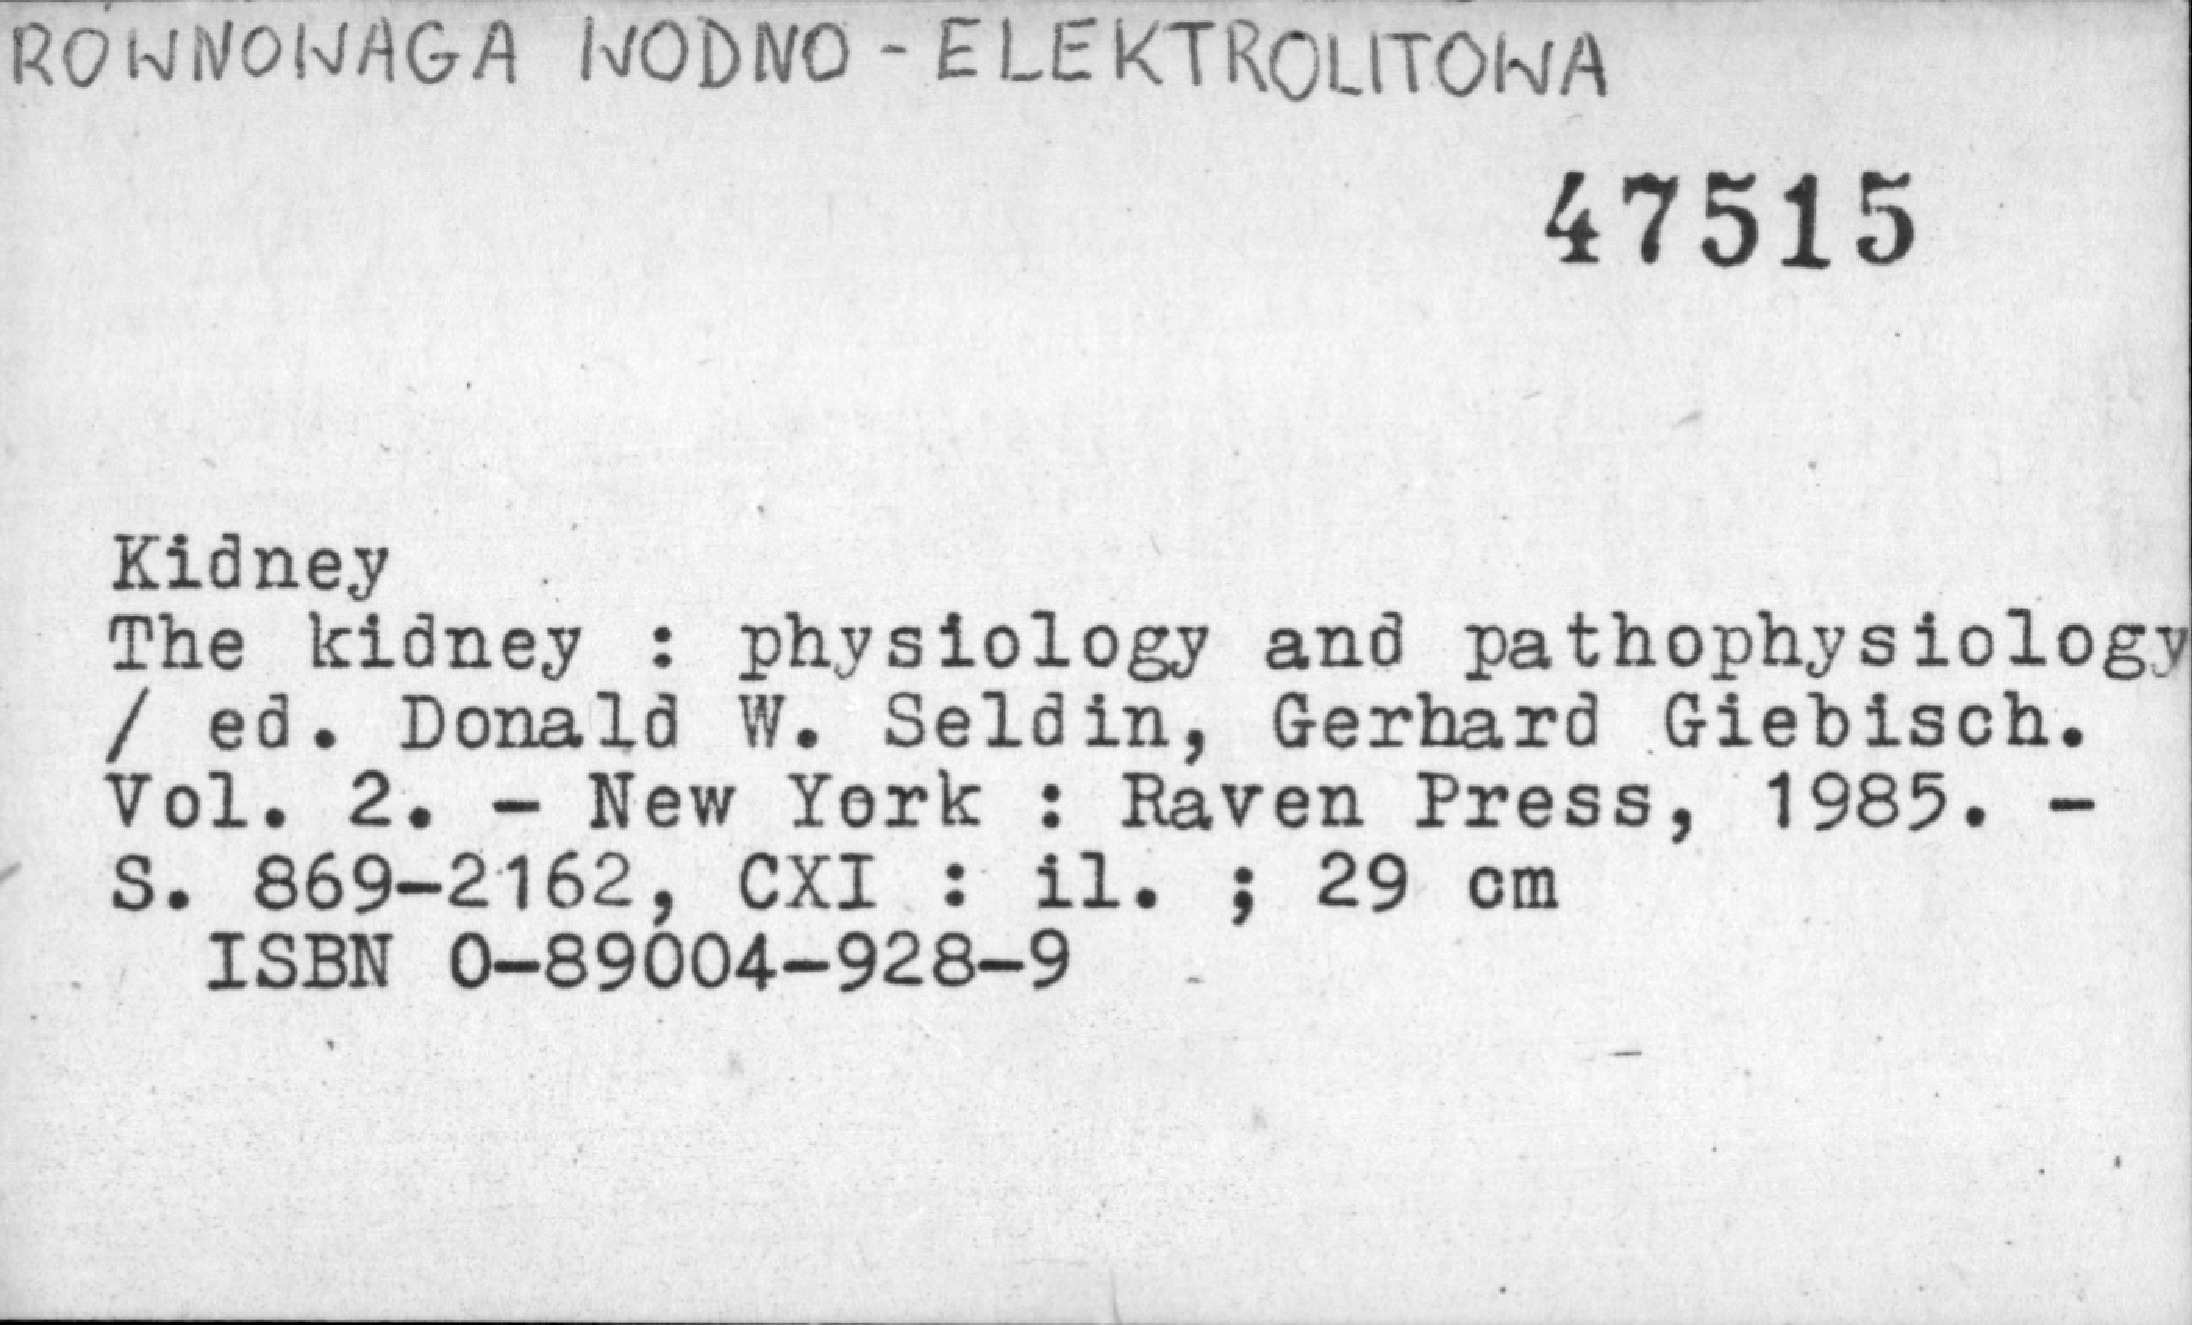 ROWNOWAGA WODNO-ELEKTROLITOWA
47515
Kidney
The kidney : physiology and pathophysiology
/ ed. Donald W. Seldin, Gerhard Giebisch.
Vol. 2. - New York : Raven Press, 1985. -
S. 869-2162, CXI : il. ; 29 cm
ISBN 0-89004-928-9